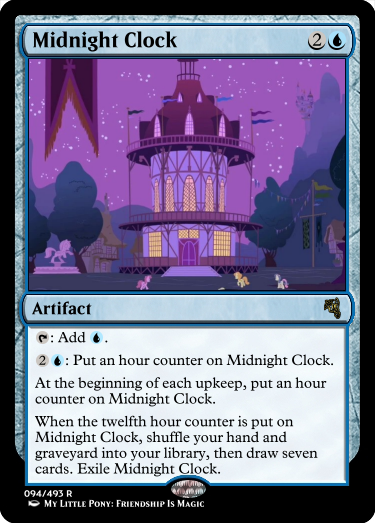 Midnight Clock 2
Artifact
: Add .
2 : Put an hour counter on Midnight Clock.
At the beginning of each upkeep, put an hour
counter on Midnight Clock.
When the twelfth hour counter is put on
Midnight Clock, shuffle your hand and
graveyard into your library, then draw seven
cards. Exile Midnight Clock.
094/493 R
My Little Pony: Friendship Is Magic